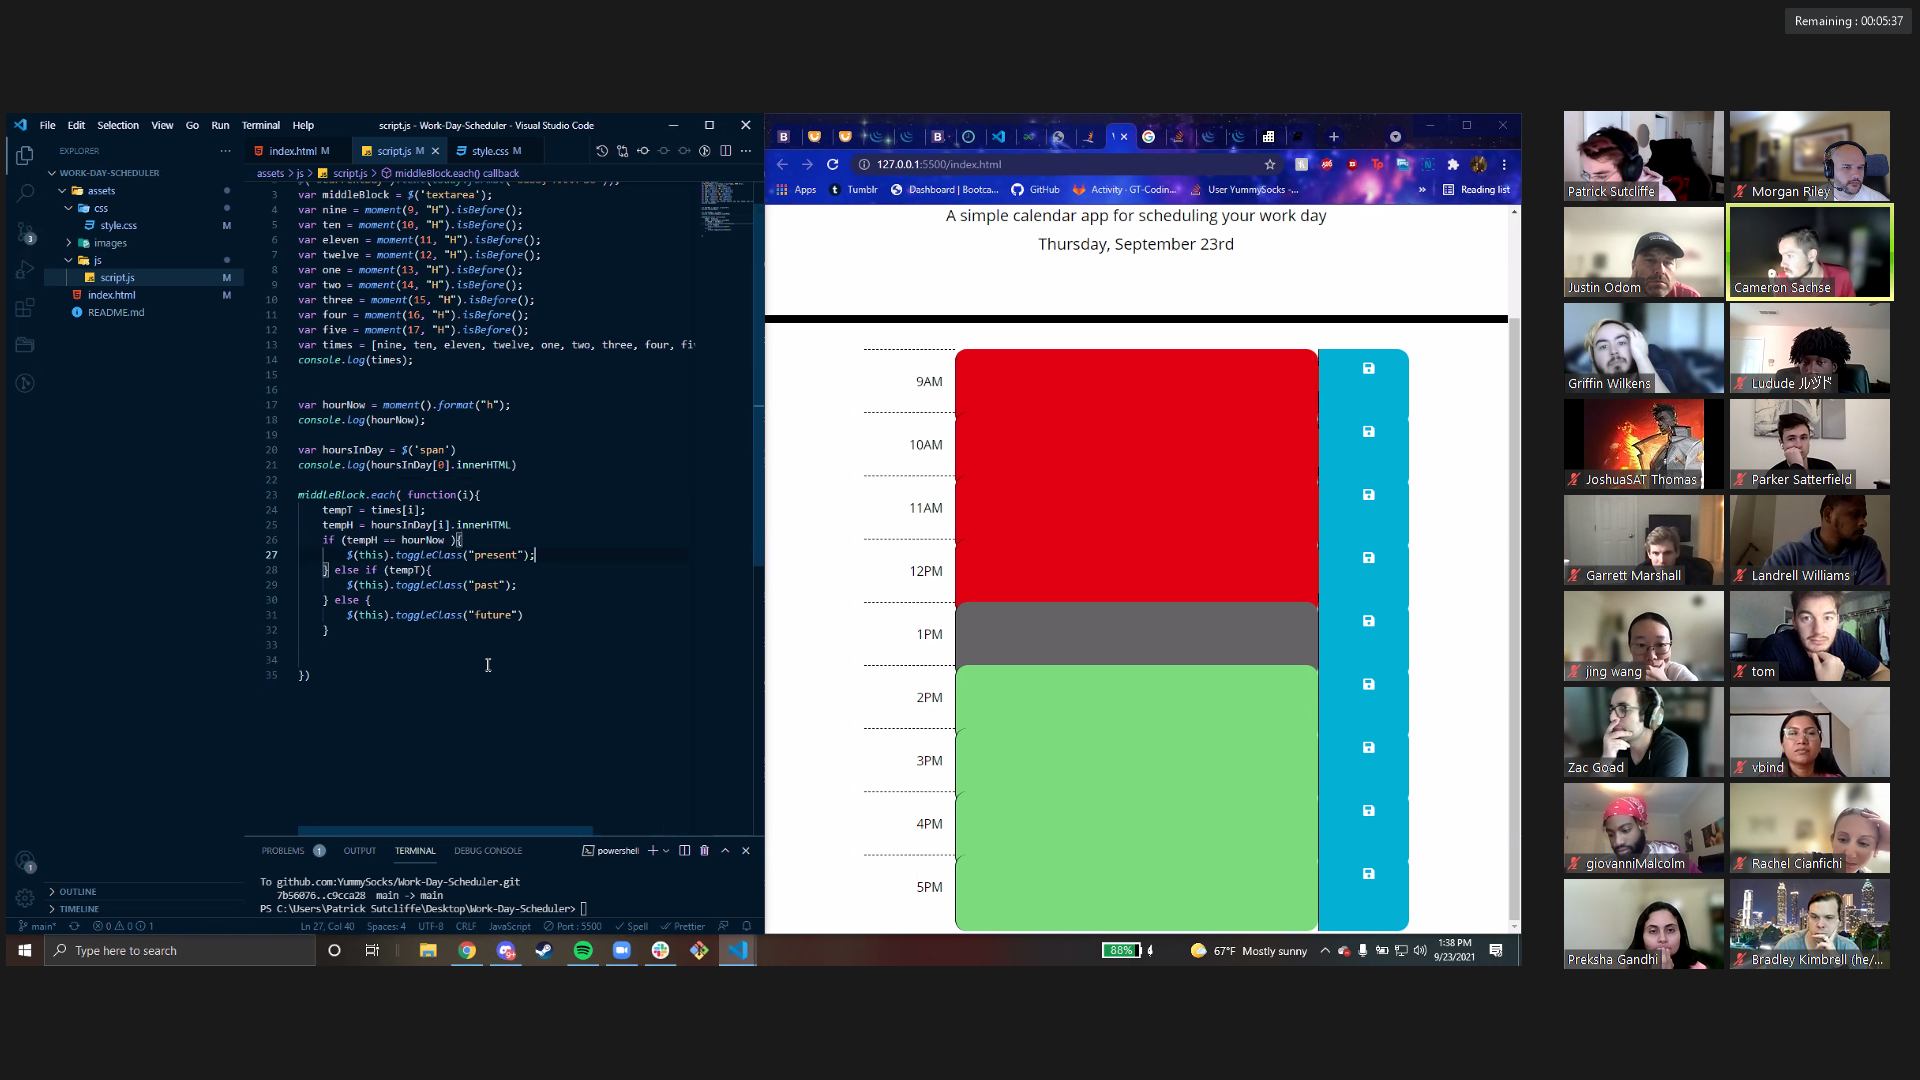 Remaining : 00:05:37
File Edit Selection View Go Run Terminal Help
script.js - Work-Day-Scheduler - Visual Studio Code
EXPLORER
WORK-DAY-SCHEDULER
assets
css
style.css M
images
js
script.js M
index.html M
README.md
OUTLINE
TIMELINE
index.html M
script.js M
style.css M
assets > js > script.js > middleBlock.each() callback
3 var middleBlock = $('textarea');
4 var nine = moment(9, "H").isBefore();
5 var ten = moment(10, "H").isBefore();
6 var eleven = moment(11, "H").isBefore();
7 var twelve = moment(12, "H").isBefore();
8 var one = moment(13, "H").isBefore();
9 var two = moment(14, "H").isBefore();
10 var three = moment(15, "H").isBefore();
11 var four = moment(16, "H").isBefore();
12 var five = moment(17, "H").isBefore();
13 var times = [nine, ten, eleven, twelve, one, two, three, four, fi
14 console.log(times);
15
16
17 var hourNow = moment().format("h");
18 console.log(hourNow);
19
20 var hoursInDay = $('span')
21 console.log(hoursInDay[0].innerHTML)
22
23 middleBlock.each( function(i){
24 tempT = times[i];
25 tempH = hoursInDay[i].innerHTML
26 if (tempH == hourNow ){
27 $(this).toggleClass("present");
28 } else if (tempT){
29 $(this).toggleClass("past");
30 } else {
31 $(this).toggleClass("future")
32 }
33
34
35 })
PROBLEMS 1 OUTPUT TERMINAL DEBUG CONSOLE
powershell
To github.com:YummySocks/Work-Day-Scheduler.git
7b56076..c9cca28 main -> main
PS C:\Users\Patrick Sutcliffe\Desktop\Work-Day-Scheduler>
main* 0 0 1 Ln 27, Col 40 Spaces: 4 UTF-8 CRLF JavaScript Port : 5500 Spell Prettier
127.0.0.1:5500/index.html
Apps Tumblr Dashboard | Bootca... GitHub Activity · GT-Codin... User YummySocks -... » Reading list
A simple calendar app for scheduling your work day
Thursday, September 23rd
9AM
10AM
11AM
12PM
1PM
2PM
3PM
4PM
5PM
Type here to search
88%
67°F Mostly sunny
1:38 PM
9/23/2021
Patrick Sutcliffe
Morgan Riley
Justin Odom
Cameron Sachse
Griffin Wilkens
Ludude ルヅド
JoshuaSAT Thomas
Parker Satterfield
Garrett Marshall
Landrell Williams
jing wang
tom
Zac Goad
vbind
giovanniMalcolm
Rachel Cianfichi
Preksha Gandhi
Bradley Kimbrell (he/...